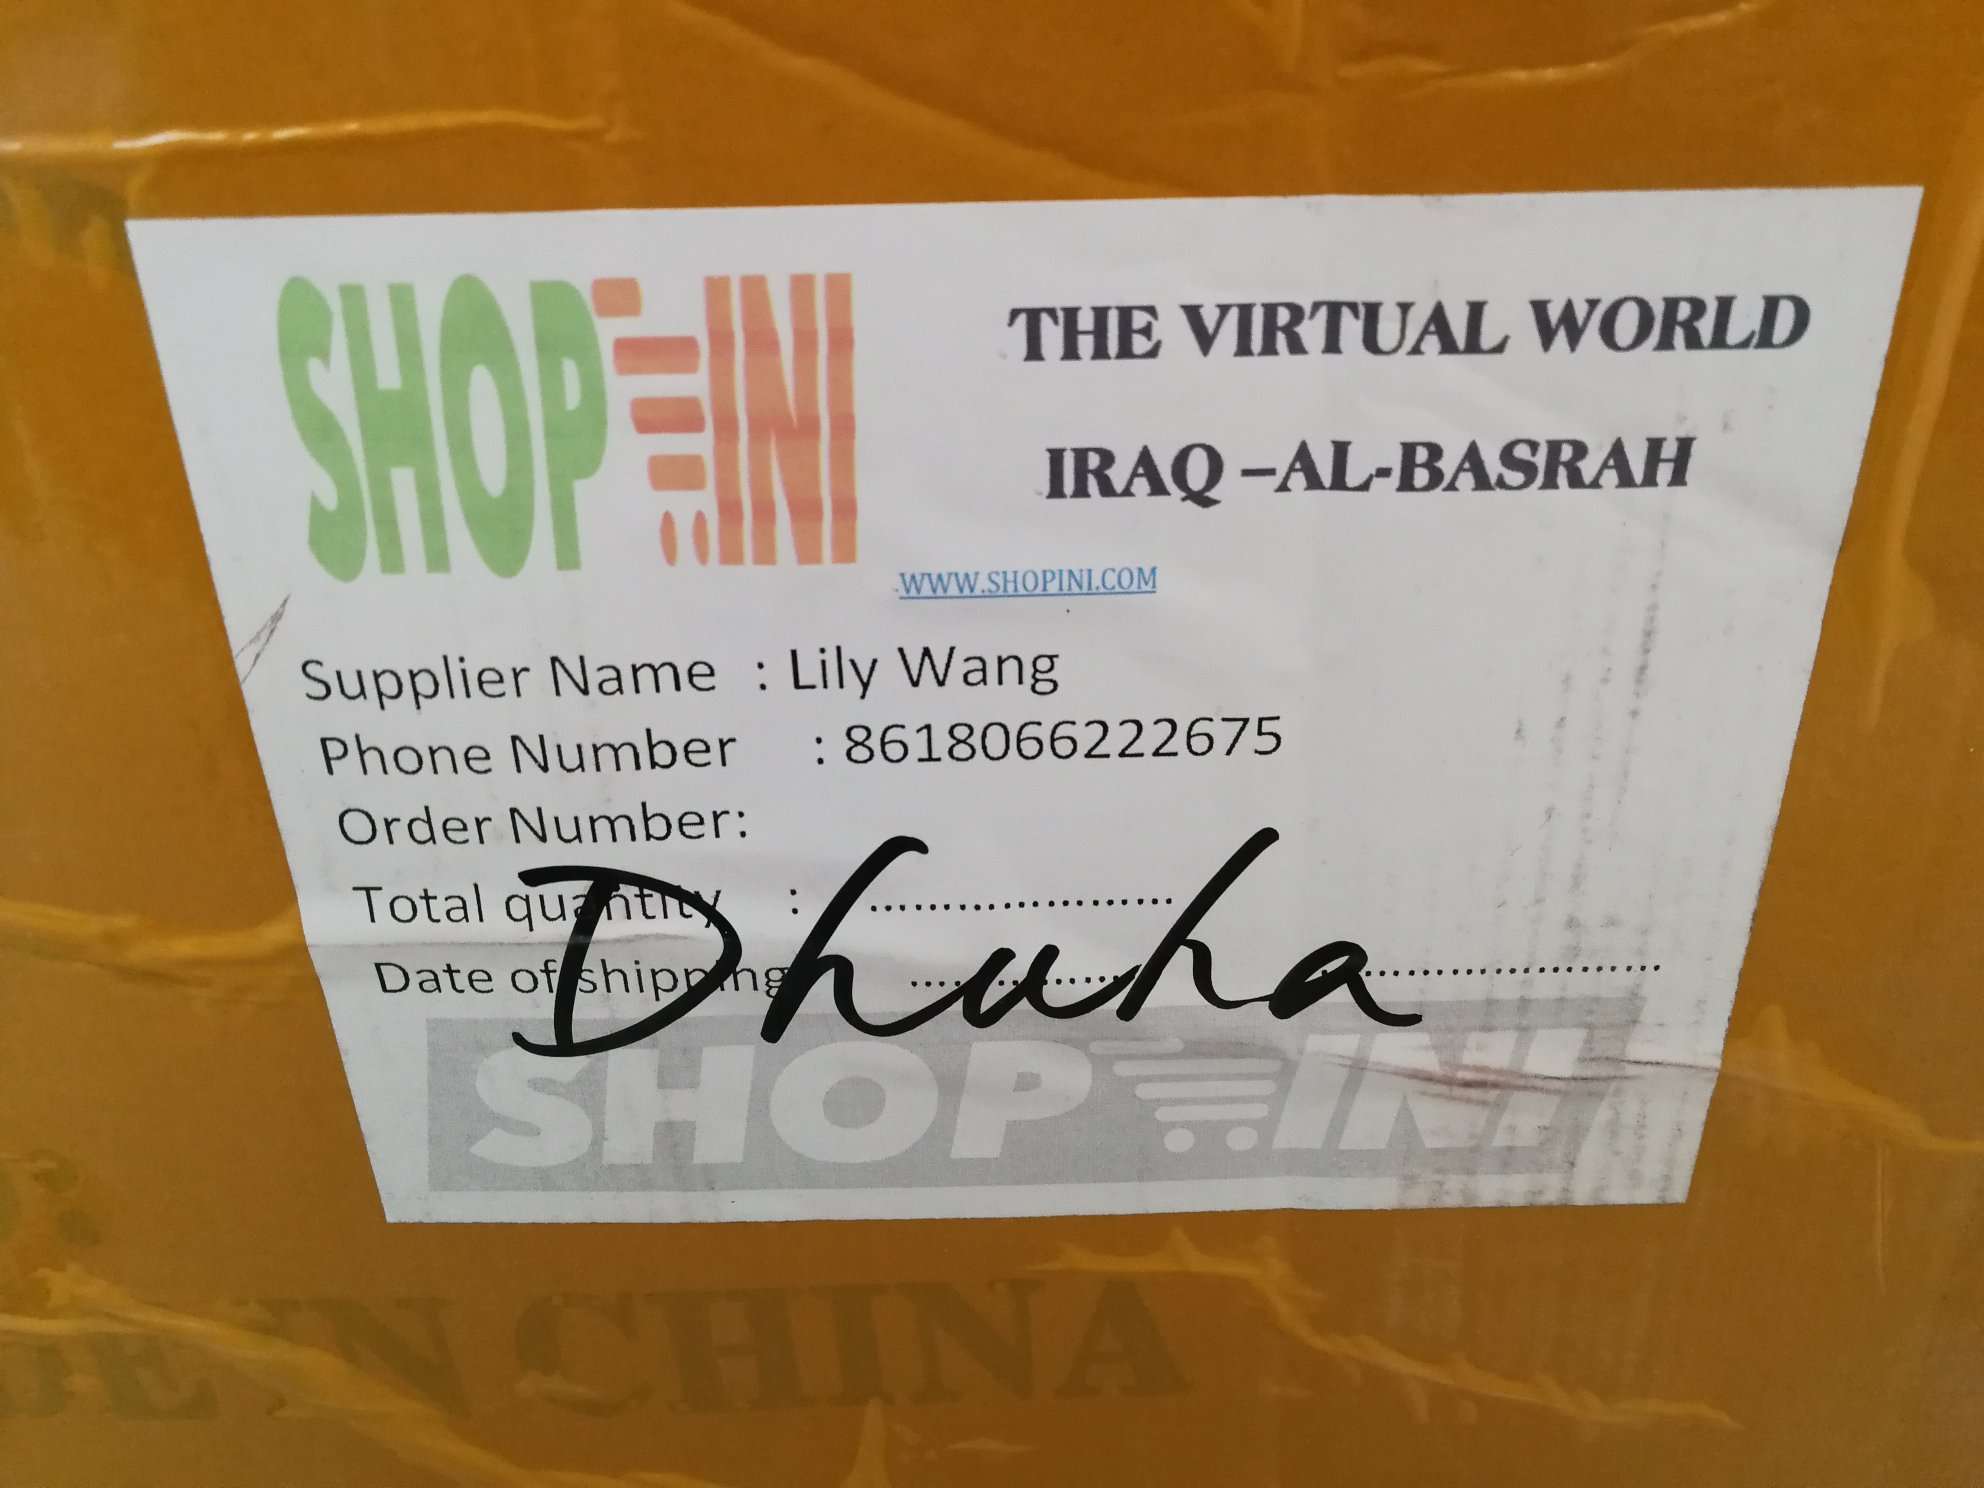 SHOPINI
THE VIRTUAL WORLD
IRAQ –AL-BASRAH
WWW.SHOPINI.COM
Supplier Name : Lily Wang
Phone Number : 8618066222675
Order Number:
Total quantity : .....................
Date of shipping ..................................................
Dhuha
SHOPINI
IN CHINA